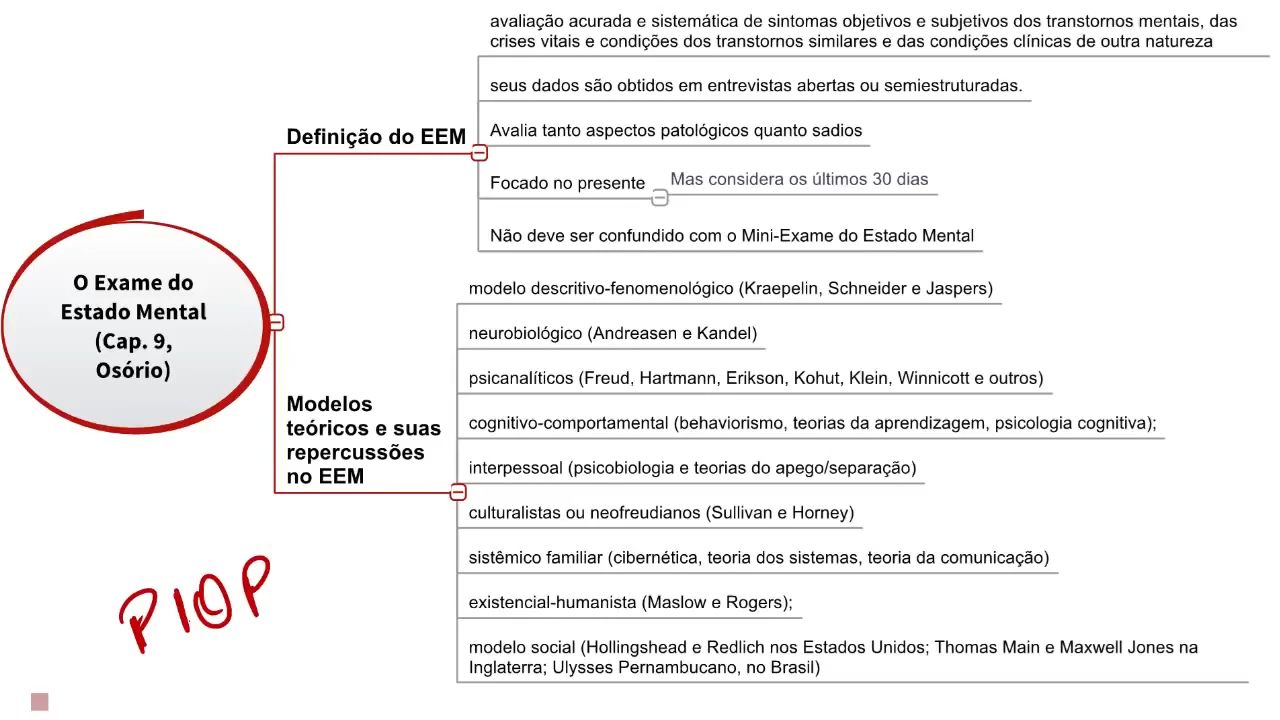 O Exame do
Estado Mental
(Cap. 9,
Osório)
Definição do EEM
avaliação acurada e sistemática de sintomas objetivos e subjetivos dos transtornos mentais, das
crises vitais e condições dos transtornos similares e das condições clínicas de outra natureza
seus dados são obtidos em entrevistas abertas ou semiestruturadas.
Avalia tanto aspectos patológicos quanto sadios
Focado no presente
Mas considera os últimos 30 dias
Não deve ser confundido com o Mini-Exame do Estado Mental
Modelos
teóricos e suas
repercussões
no EEM
modelo descritivo-fenomenológico (Kraepelin, Schneider e Jaspers)
neurobiológico (Andreasen e Kandel)
psicanalíticos (Freud, Hartmann, Erikson, Kohut, Klein, Winnicott e outros)
cognitivo-comportamental (behaviorismo, teorias da aprendizagem, psicologia cognitiva);
interpessoal (psicobiologia e teorias do apego/separação)
culturalistas ou neofreudianos (Sullivan e Horney)
sistêmico familiar (cibernética, teoria dos sistemas, teoria da comunicação)
existencial-humanista (Maslow e Rogers);
modelo social (Hollingshead e Redlich nos Estados Unidos; Thomas Main e Maxwell Jones na
Inglaterra; Ulysses Pernambucano, no Brasil)